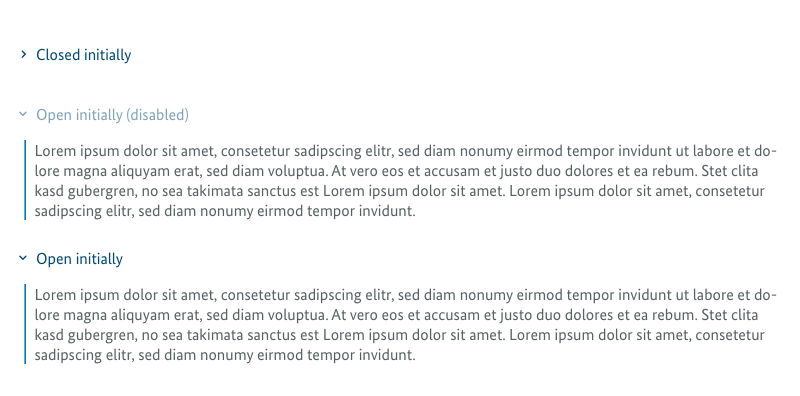 Closed initially
Open initially (disabled)
Lorem ipsum dolor sit amet, consetetur sadipscing elitr, sed diam nonumy eirmod tempor invidunt ut labore et do-
lore magna aliquyam erat, sed diam voluptua. At vero eos et accusam et justo duo dolores et ea rebum. Stet clita
kasd gubergren, no sea takimata sanctus est Lorem ipsum dolor sit amet. Lorem ipsum dolor sit amet, consetetur
sadipscing elitr, sed diam nonumy eirmod tempor invidunt.
Open initially
Lorem ipsum dolor sit amet, consetetur sadipscing elitr, sed diam nonumy eirmod tempor invidunt ut labore et do-
lore magna aliquyam erat, sed diam voluptua. At vero eos et accusam et justo duo dolores et ea rebum. Stet clita
kasd gubergren, no sea takimata sanctus est Lorem ipsum dolor sit amet. Lorem ipsum dolor sit amet, consetetur
sadipscing elitr, sed diam nonumy eirmod tempor invidunt.